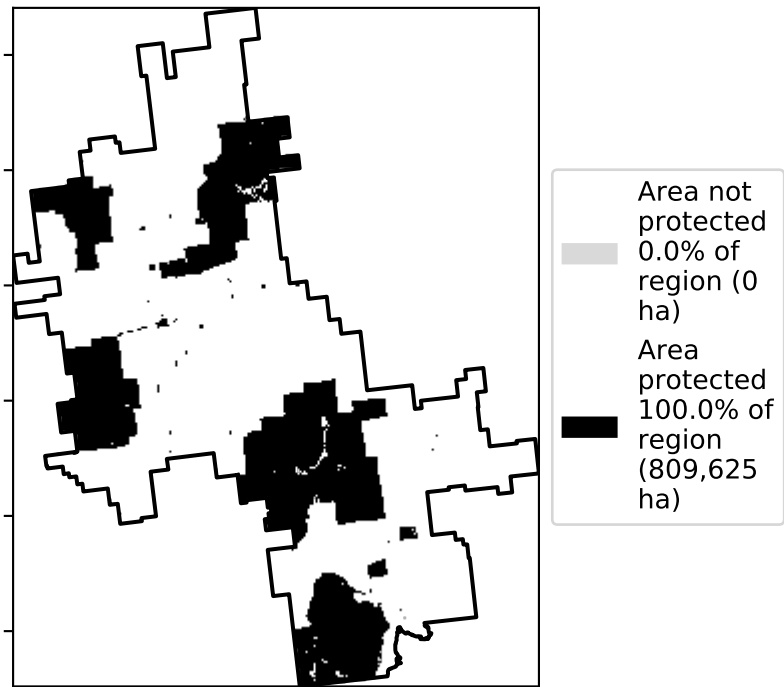 Area not
protected
0.0% of
region (0
ha)
Area
protected
100.0% of
region
(809,625
ha)